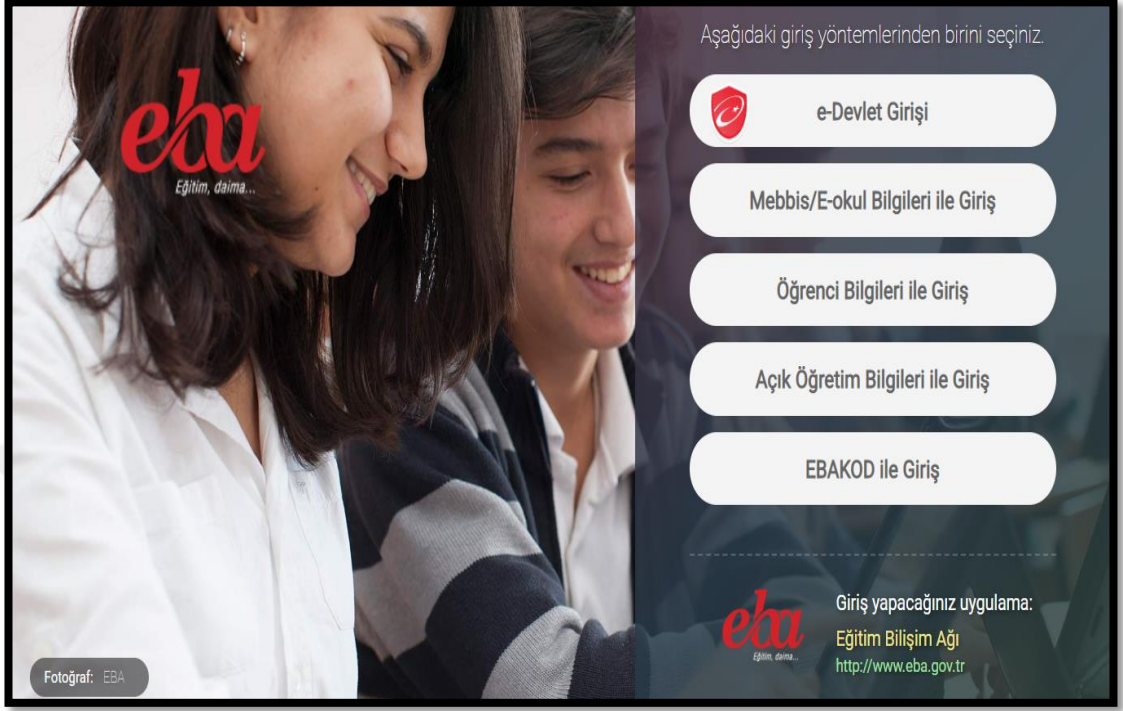 eba
Eğitim, daima...
Fotoğraf: EBA
Aşağıdaki giriş yöntemlerinden birini seçiniz.
e-Devlet Girişi
Mebbis/E-okul Bilgileri ile Giriş
Öğrenci Bilgileri ile Giriş
Açık Öğretim Bilgileri ile Giriş
EBAKOD ile Giriş
eba
Eğitim, daima...
Giriş yapacağınız uygulama:
Eğitim Bilişim Ağı
http://www.eba.gov.tr